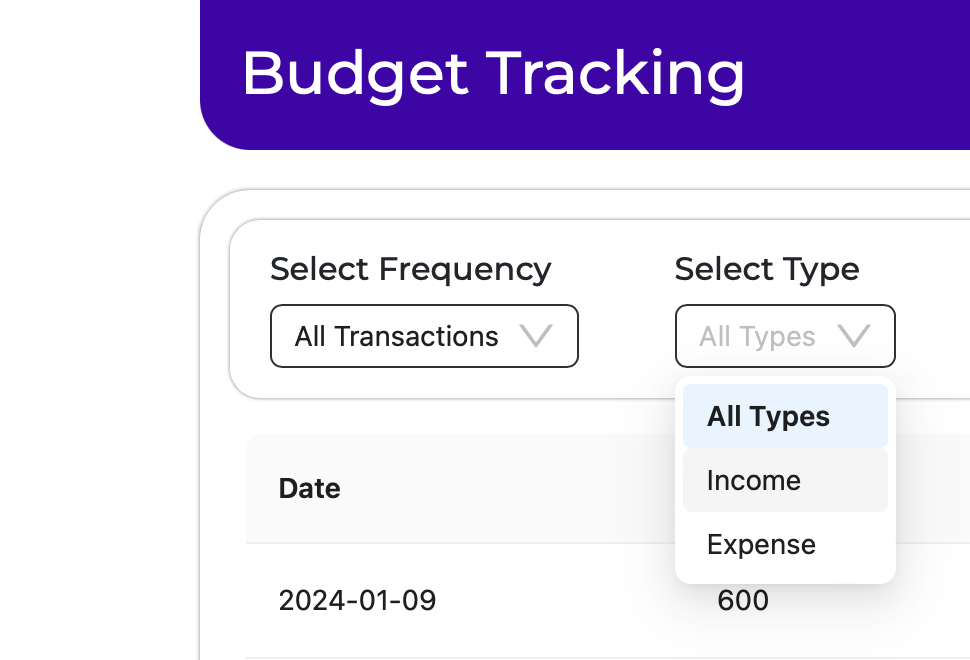 Budget Tracking
Select Frequency
Select Type
All Transactions
All Types
All Types
Income
Expense
Date
2024-01-09
600